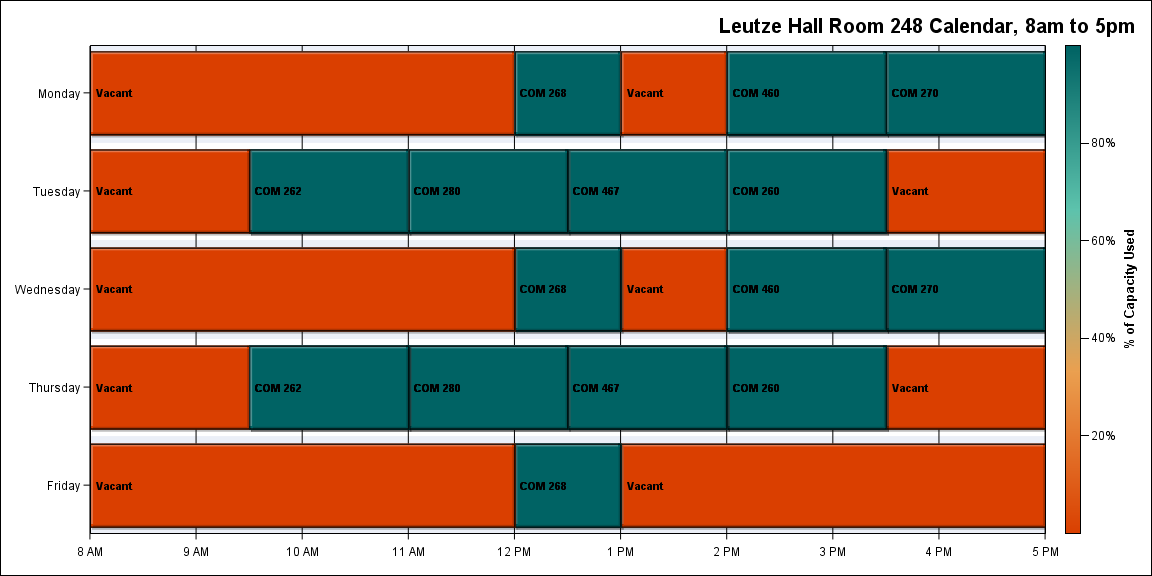 Leutze Hall Room 248 Calendar, 8am to 5pm
Monday
Vacant
COM 268
Vacant
COM 460
COM 270
Tuesday
Vacant
COM 262
COM 280
COM 467
COM 260
Vacant
Wednesday
Vacant
COM 268
Vacant
COM 460
COM 270
Thursday
Vacant
COM 262
COM 280
COM 467
COM 260
Vacant
Friday
Vacant
COM 268
Vacant
8 AM
9 AM
10 AM
11 AM
12 PM
1 PM
2 PM
3 PM
4 PM
5 PM
80%
60%
40%
20%
% of Capacity Used